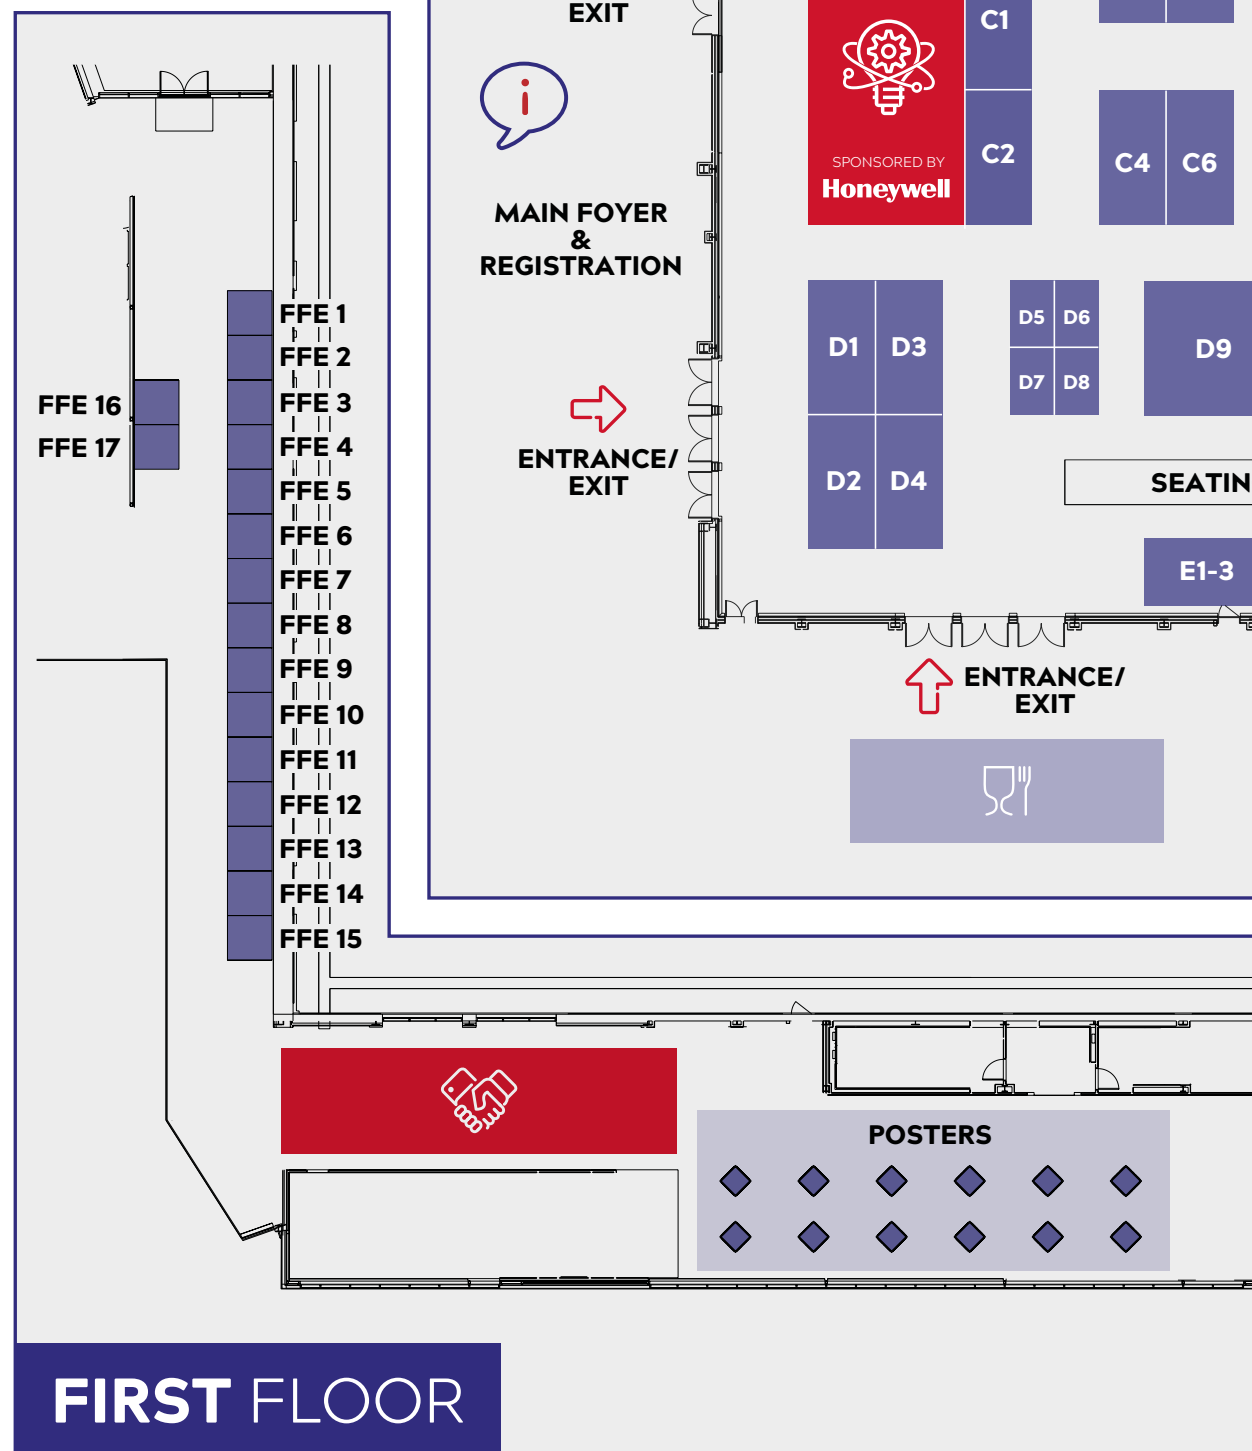 EXIT
C1
i
C2
C4
C6
SPONSORED BY
Honeywell
MAIN FOYER
&
REGISTRATION
FFE 1
FFE 2
FFE 3
FFE 4
FFE 5
FFE 6
FFE 7
FFE 8
FFE 9
FFE 10
FFE 11
FFE 12
FFE 13
FFE 14
FFE 15
FFE 16
FFE 17
D1
D3
D2
D4
D5
D6
D7
D8
D9
ENTRANCE/
EXIT
SEATIN
E1-3
ENTRANCE/
EXIT
POSTERS
FIRST FLOOR